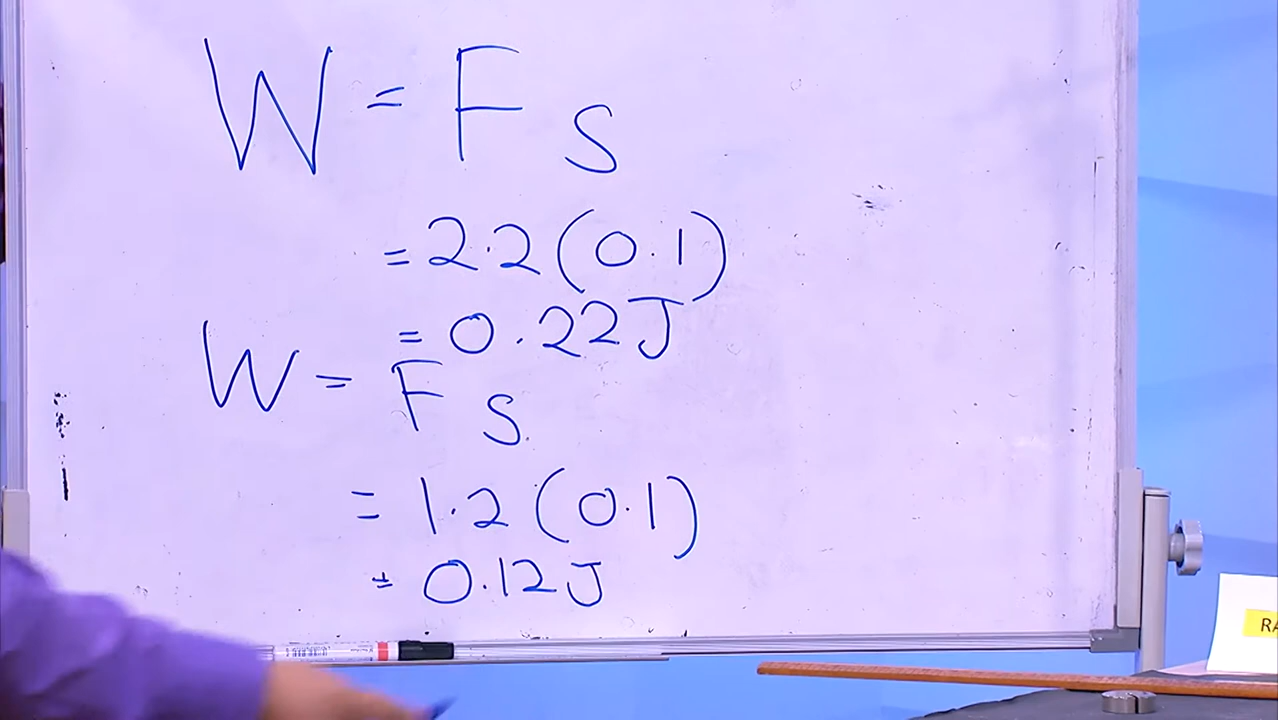 W = F s
= 2.2 (0.1)
= 0.22 J
W = F s
= 1.2 (0.1)
= 0.12 J